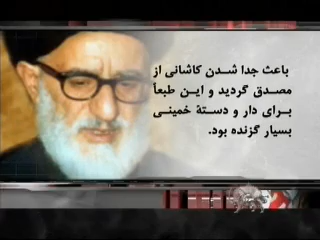 باعث جدا شدن کاشانی از
مصدق گردید و این طبعاً
برای دار و دستهٔ خمینی
بسیار گزنده بود.